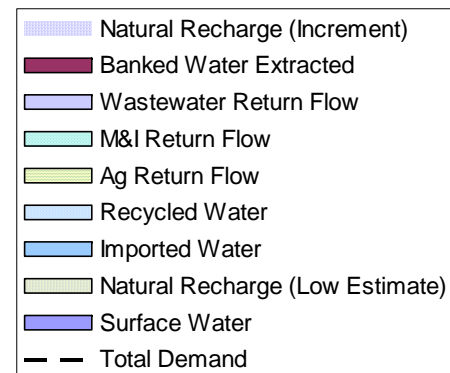 Natural Recharge (Increment)
Banked Water Extracted
Wastewater Return Flow
M&I Return Flow
Ag Return Flow
Recycled Water
Imported Water
Natural Recharge (Low Estimate)
Surface Water
Total Demand